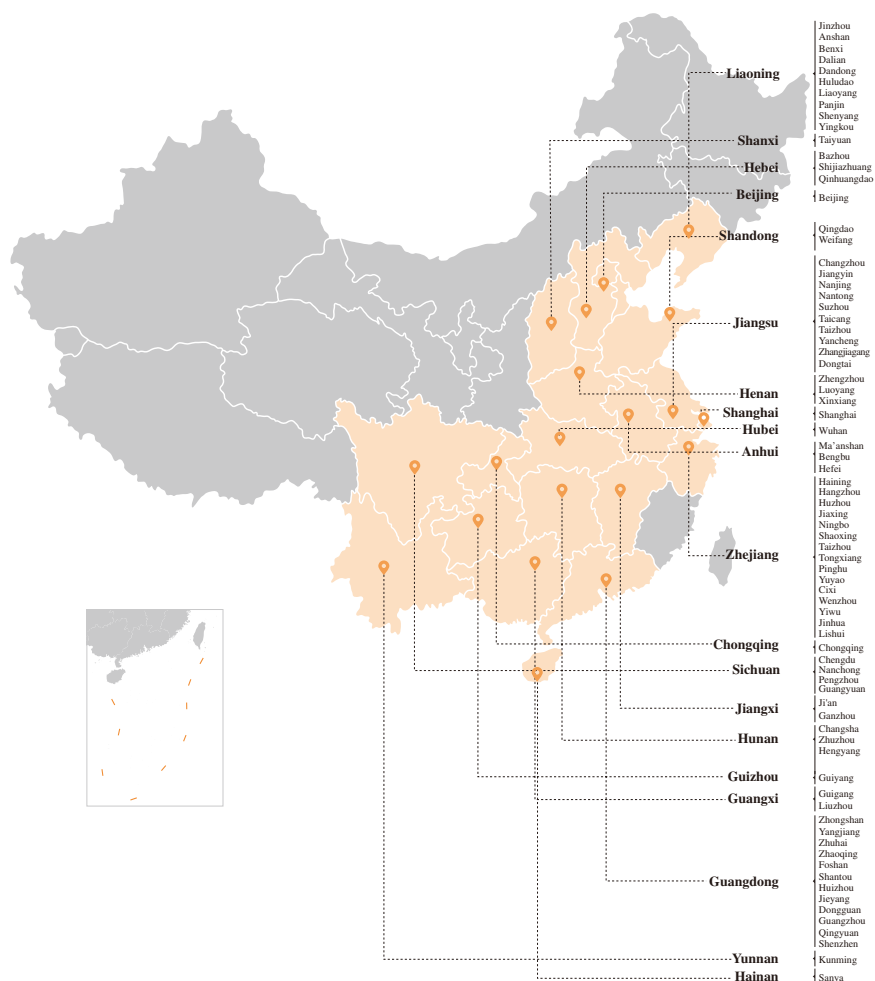 Liaoning
Jinzhou
Anshan
Benxi
Dalian
Dandong
Huludao
Liaoyang
Panjin
Shenyang
Yingkou
Shanxi
Taiyuan
Hebei
Bazhou
Shijiazhuang
Qinhuangdao
Beijing
Beijing
Shandong
Qingdao
Weifang
Jiangsu
Changzhou
Jiangyin
Nanjing
Nantong
Suzhou
Taicang
Taizhou
Yancheng
Zhangjiagang
Dongtai
Henan
Zhengzhou
Luoyang
Xinxiang
Shanghai
Shanghai
Hubei
Wuhan
Anhui
Ma'anshan
Bengbu
Hefei
Zhejiang
Haining
Hangzhou
Huzhou
Jiaxing
Ningbo
Shaoxing
Taizhou
Tongxiang
Pinghu
Yuyao
Cixi
Wenzhou
Yiwu
Jinhua
Lishui
Chongqing
Chongqing
Sichuan
Chengdu
Nanchong
Pengzhou
Guangyuan
Jiangxi
Ji'an
Ganzhou
Hunan
Changsha
Zhuzhou
Hengyang
Guizhou
Guiyang
Guangxi
Guigang
Liuzhou
Guangdong
Zhongshan
Yangjiang
Zhuhai
Zhaoqing
Foshan
Shantou
Huizhou
Jieyang
Dongguan
Guangzhou
Qingyuan
Shenzhen
Yunnan
Kunming
Hainan
Sanya